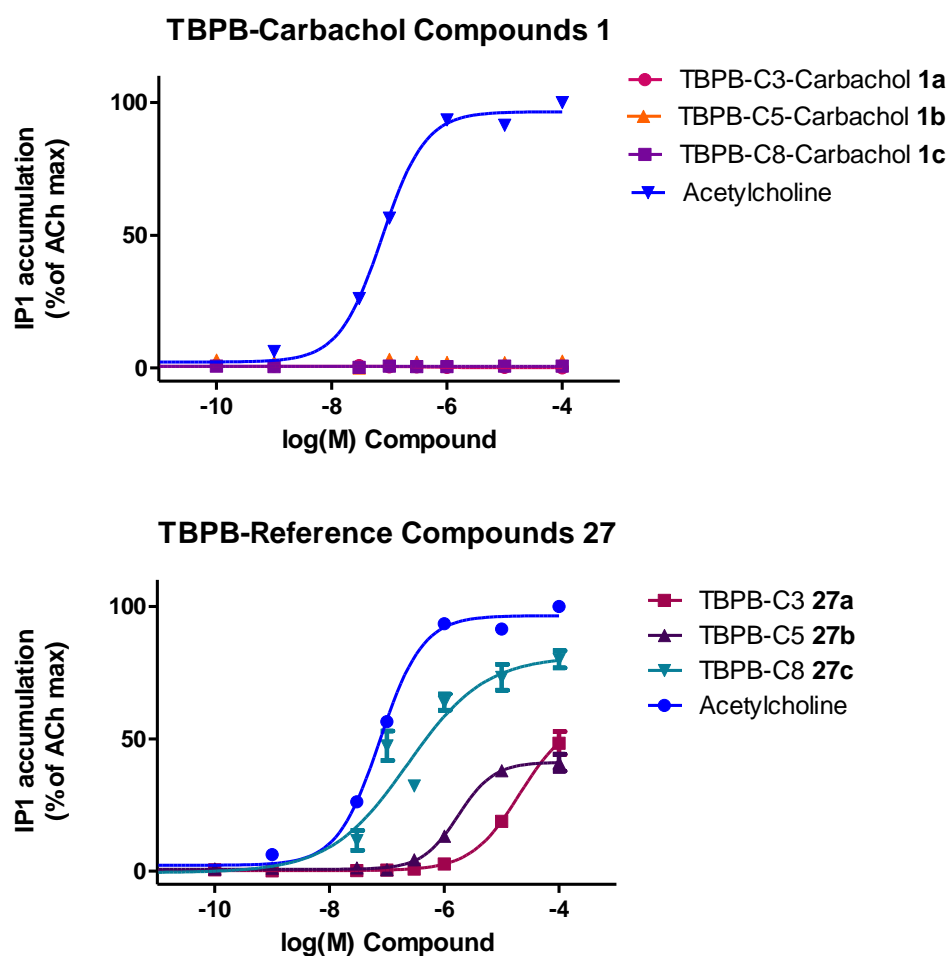 TBPB-Carbachol Compounds 1
IP1 accumulation
(%of ACh max)
100
50
0
-10
-8
-6
-4
log(M) Compound
TBPB-C3-Carbachol 1a
TBPB-C5-Carbachol 1b
TBPB-C8-Carbachol 1c
Acetylcholine
TBPB-Reference Compounds 27
IP1 accumulation
(%of ACh max)
100
50
0
-10
-8
-6
-4
log(M) Compound
TBPB-C3 27a
TBPB-C5 27b
TBPB-C8 27c
Acetylcholine